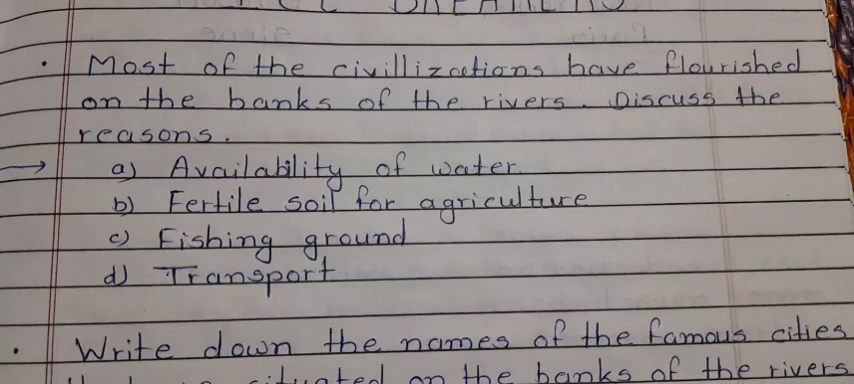 • Most of the civillizations have flourished
on the banks of the rivers. Discuss the
reasons.
→ a) Availability of water.
b) Fertile soil for agriculture
c) Fishing ground
d) Transport
• Write down the names of the famous cities
situated on the banks of the rivers